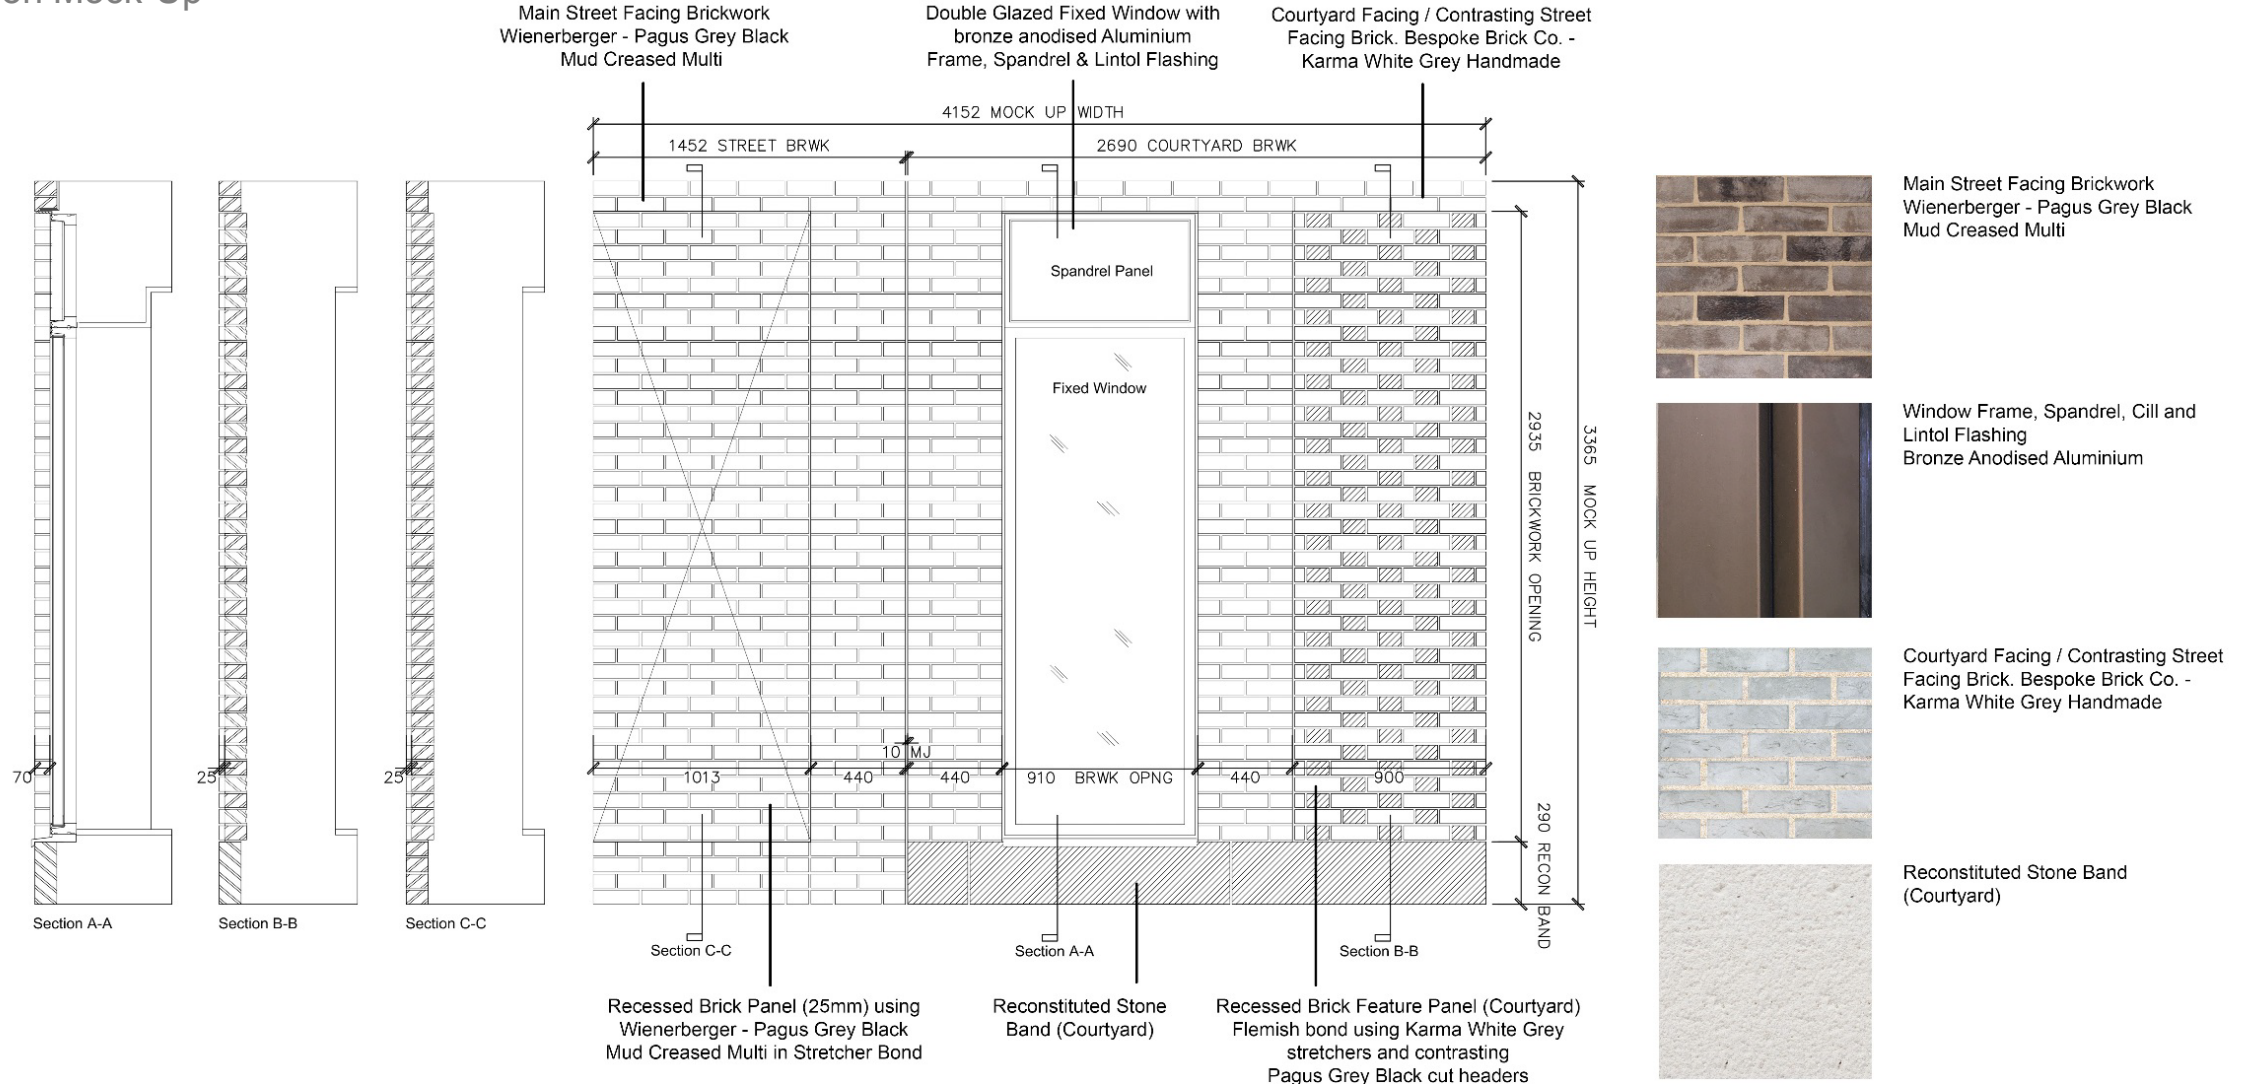 on Mock-Up
Main Street Facing Brickwork
Wienerberger - Pagus Grey Black
Mud Creased Multi
Double Glazed Fixed Window with
bronze anodised Aluminium
Frame, Spandrel & Lintol Flashing
Courtyard Facing / Contrasting Street
Facing Brick. Bespoke Brick Co. -
Karma White Grey Handmade
4152 MOCK UP WIDTH
1452 STREET BRWK
2690 COURTYARD BRWK
Spandrel Panel
Fixed Window
2935 BRICKWORK OPENING
3365 MOCK UP HEIGHT
290 RECON BAND
10 MJ
70
25
25
1013
440
440
910 BRWK OPNG
440
900
Section A-A
Section B-B
Section C-C
Section C-C
Section A-A
Section B-B
Recessed Brick Panel (25mm) using
Wienerberger - Pagus Grey Black
Mud Creased Multi in Stretcher Bond
Reconstituted Stone
Band (Courtyard)
Recessed Brick Feature Panel (Courtyard)
Flemish bond using Karma White Grey
stretchers and contrasting
Pagus Grey Black cut headers
Main Street Facing Brickwork
Wienerberger - Pagus Grey Black
Mud Creased Multi
Window Frame, Spandrel, Cill and
Lintol Flashing
Bronze Anodised Aluminium
Courtyard Facing / Contrasting Street
Facing Brick. Bespoke Brick Co. -
Karma White Grey Handmade
Reconstituted Stone Band
(Courtyard)